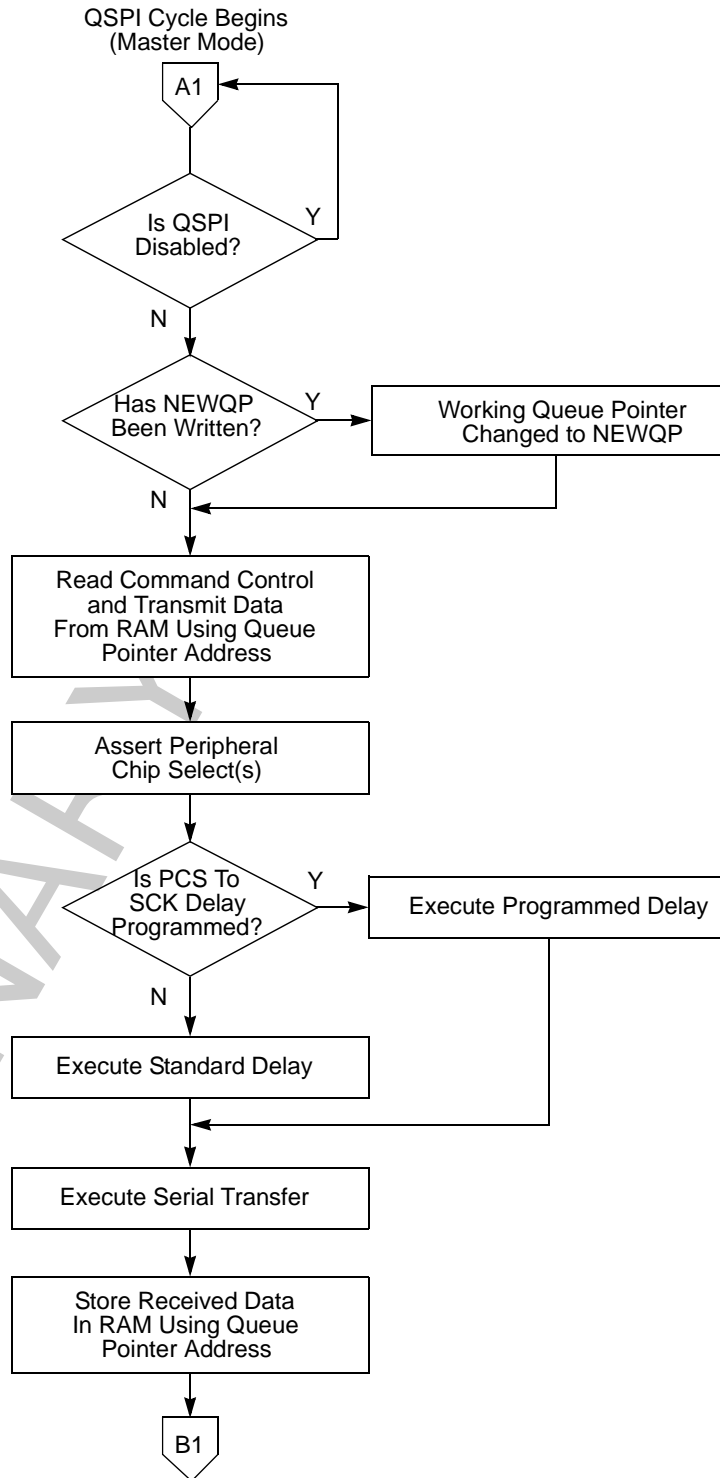 QSPI Cycle Begins
(Master Mode)
A1
Is QSPI
Disabled?
Y
N
Has NEWQP
Been Written?
Y
Working Queue Pointer
Changed to NEWQP
N
Read Command Control
and Transmit Data
From RAM Using Queue
Pointer Address
Assert Peripheral
Chip Select(s)
Is PCS To
SCK Delay
Programmed?
Y
Execute Programmed Delay
N
Execute Standard Delay
Execute Serial Transfer
Store Received Data
In RAM Using Queue
Pointer Address
B1